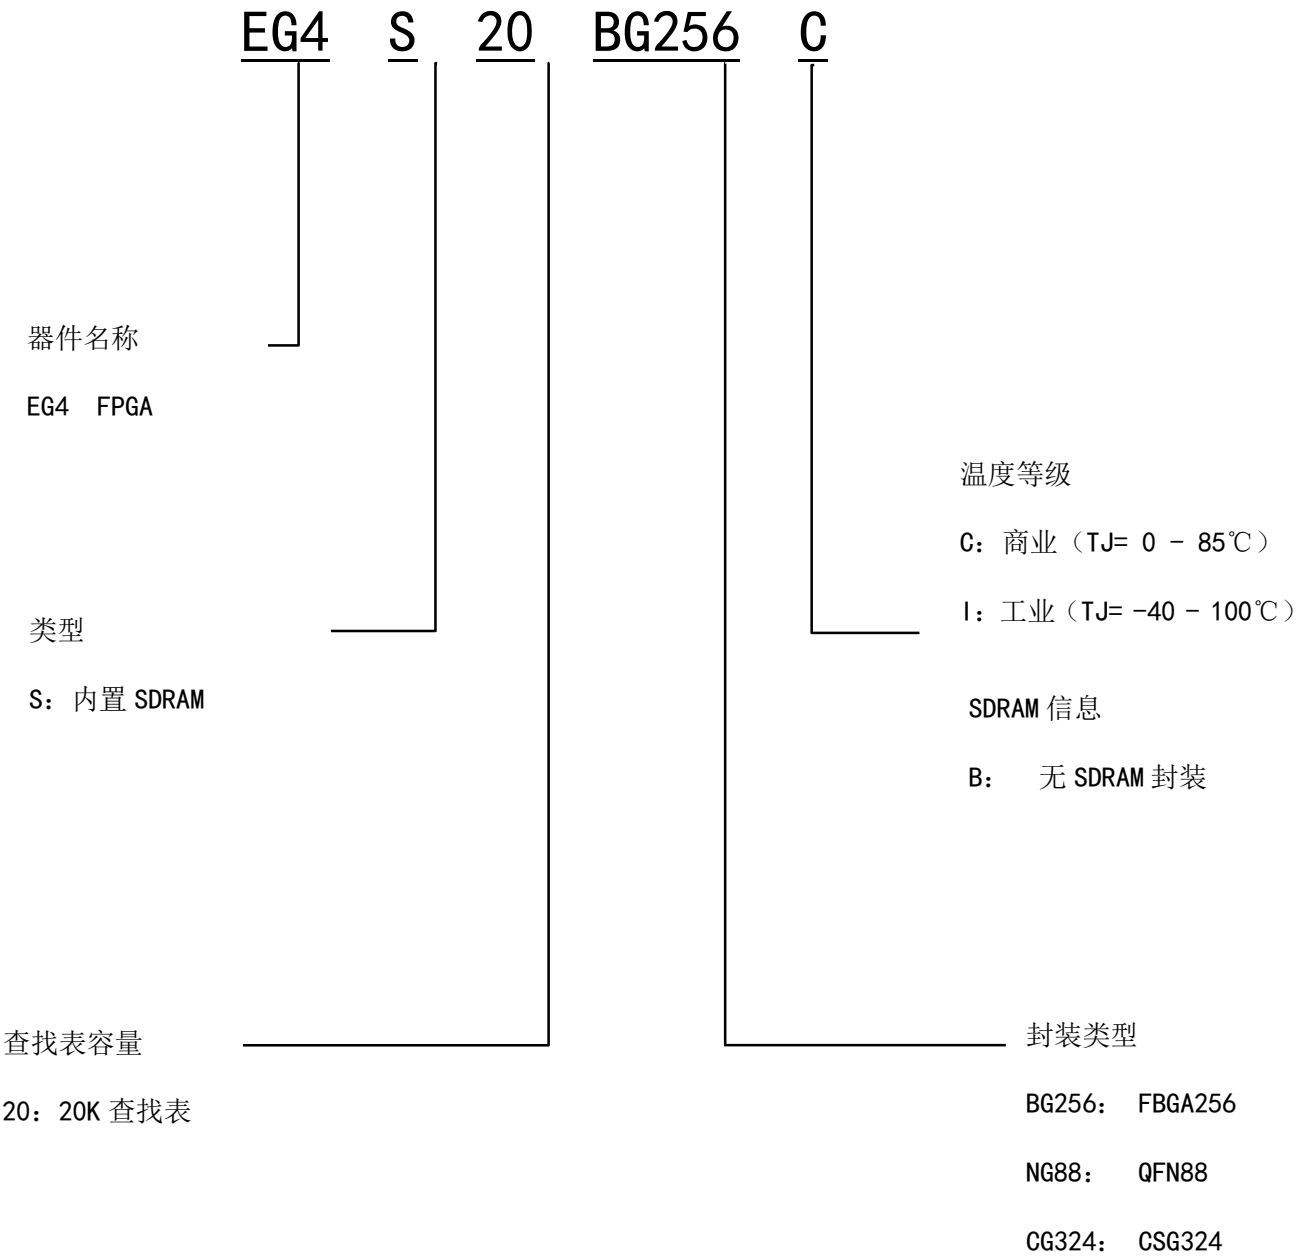 EG4 S 20 BG256 C
器件名称
EG4 FPGA
温度等级
C：商业（TJ= 0 - 85℃）
I：工业（TJ= -40 - 100℃）
类型
S：内置 SDRAM
SDRAM 信息
B： 无 SDRAM 封装
查找表容量
20：20K 查找表
封装类型
BG256： FBGA256
NG88： QFN88
CG324： CSG324